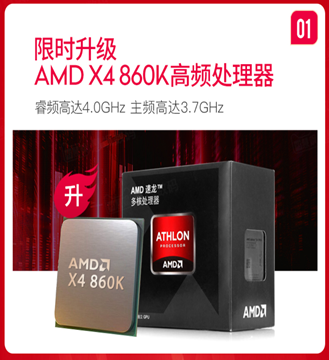 01
限时升级
AMD X4 860K高频处理器
睿频高达4.0GHz 主频高达3.7GHz
升
AMD 速龙™
多核处理器
ATHLON
PROCESSOR
AMD
AMD
X4 860K
AMD